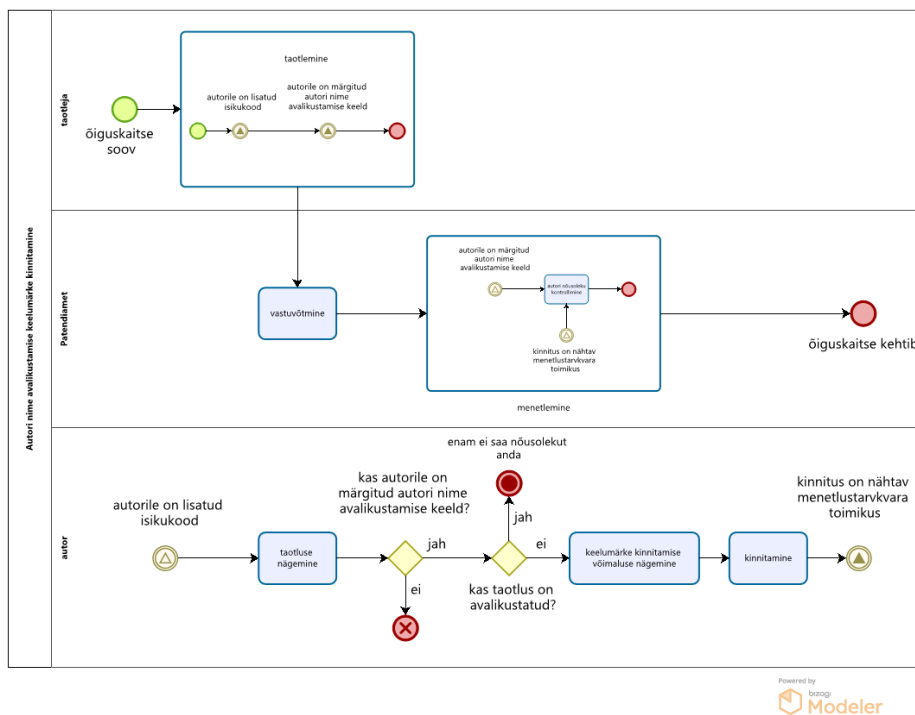 Autori nime avalikustamise keelumärke kinnitamine
taotleja
õiguskaitse
soov
taotlemine
autorile on lisatud
isikukood
autorile on märgitud
autori nime
avalikustamise keeld
Patendiamet
vastuvõtmine
autorile on märgitud
autori nime
avalikustamise keeld
autori nõusoleku
kontrollimine
kinnitus on nähtav
menetlustarvkvara
toimikus
menetlemine
õiguskaitse kehtib
autor
autorile on lisatud
isikukood
taotluse
nägemine
kas autorile on
märgitud autori nime
avalikustamise keeld?
jah
ei
enam ei saa nõusolekut
anda
jah
ei
kas taotlus on
avalikustatud?
keelumärke kinnitamise
võimaluse nägemine
kinnitamine
kinnitus on nähtav
menetlustarvkvara
toimikus
Powered by
bizagi
Modeler